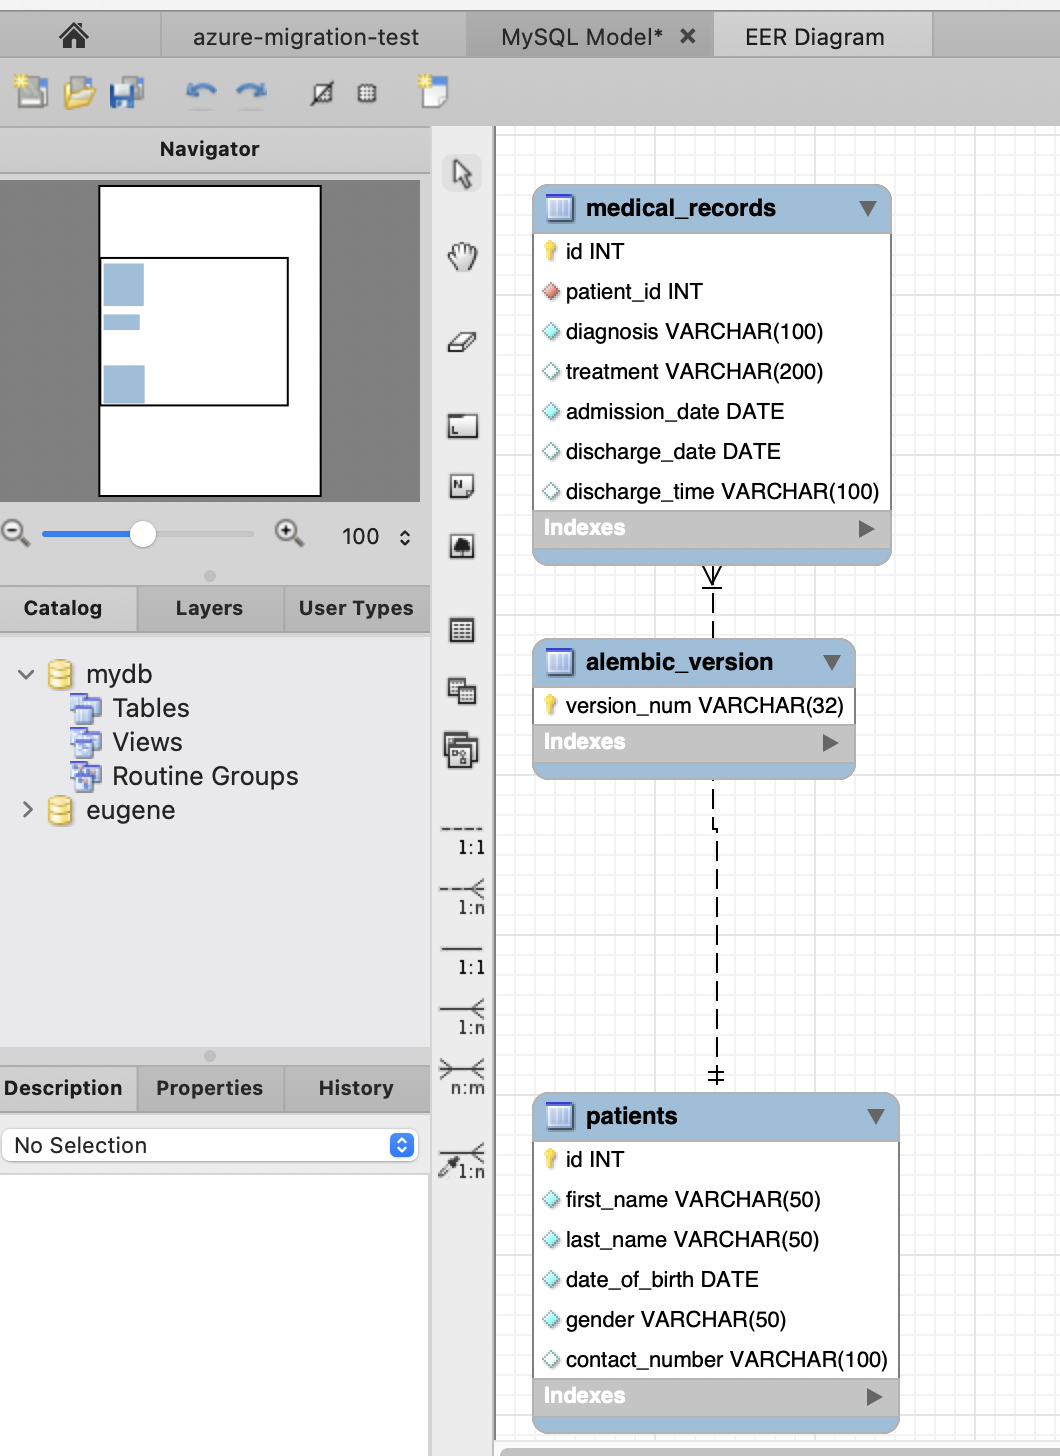 azure-migration-test
MySQL Model* ×
EER Diagram
Navigator
100
Catalog
Layers
User Types
mydb
Tables
Views
Routine Groups
eugene
Description
Properties
History
No Selection
L
N
1:1
1:n
1:1
1:n
n:m
1:n
medical_records
id INT
patient_id INT
diagnosis VARCHAR(100)
treatment VARCHAR(200)
admission_date DATE
discharge_date DATE
discharge_time VARCHAR(100)
Indexes
alembic_version
version_num VARCHAR(32)
Indexes
patients
id INT
first_name VARCHAR(50)
last_name VARCHAR(50)
date_of_birth DATE
gender VARCHAR(50)
contact_number VARCHAR(100)
Indexes